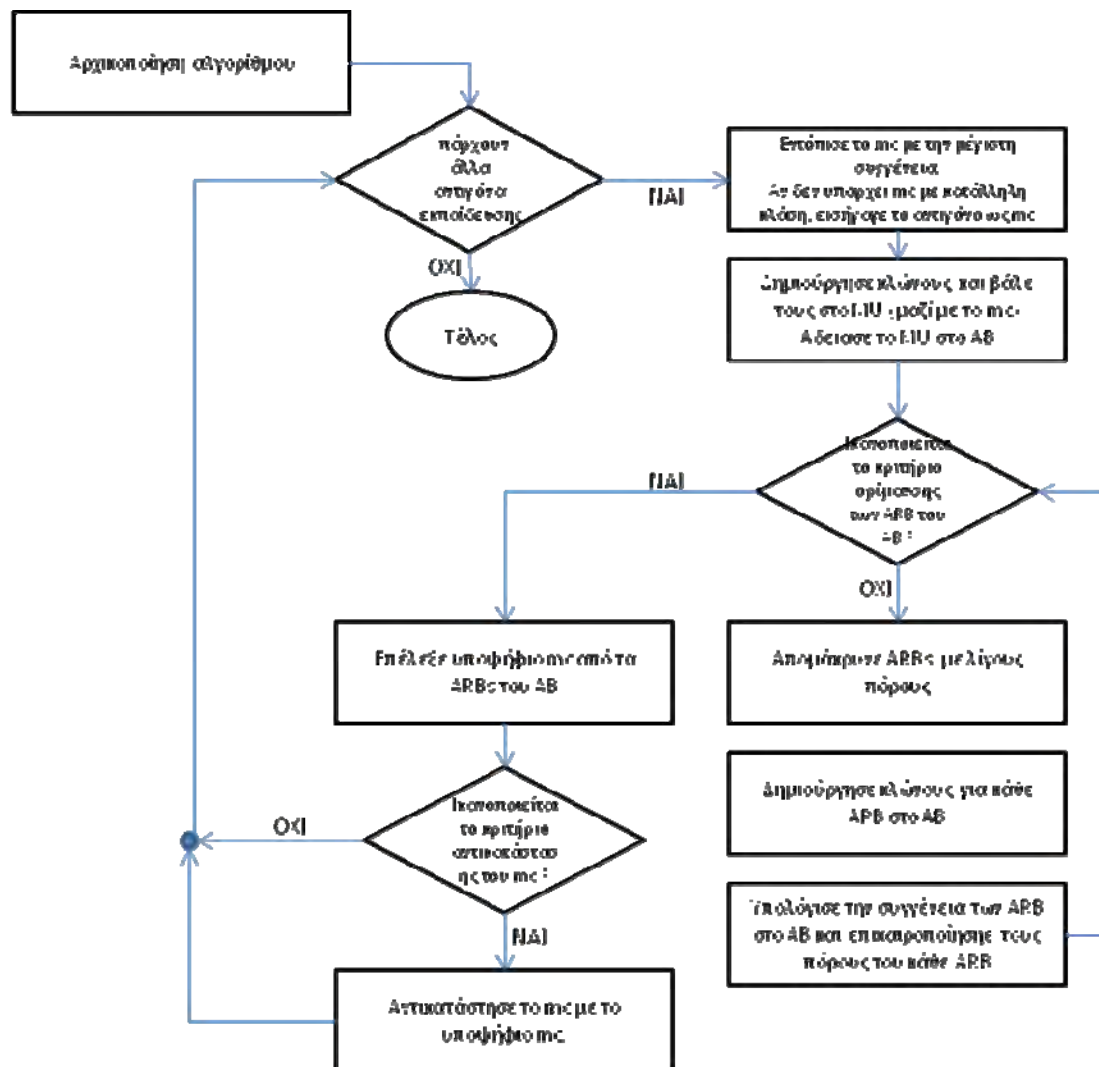 Αρχικοποίηση αλγορίθμου
πάρχουν
άλλα
αντιγόνα
εκπαίδευσης
ΝΑΙ
ΟΧΙ
Τέλος
Εντόπισε το mc με την μέγιστη
συγγένεια
Αν δεν υπάρχει mc με κατάλληλη
κλάση, εισήγαγε το αντιγόνο ως mc
Δημιούργησε κλώνους και βάλε
τους στο MU (μαζί με το mc)
Άδειασε το MU στο AB
Ικανοποιείται
το κριτήριο
ωρίμανσης
των ARB του
AB ;
ΝΑΙ
ΟΧΙ
Επέλεξε υποψήφιο mc από τα
ARBs του AB
Απομάκρυνε ARBs με λίγους
πόρους
Δημιούργησε κλώνους για κάθε
ARB στο AB
Ικανοποιείται
το κριτήριο
αντικατάστασ
ης του mc ;
ΟΧΙ
ΝΑΙ
Υπολόγισε την συγγένεια των ARB
στο AB και επικαιροποίησε τους
πόρους του κάθε ARB
Αντικατάστησε το mc με το
υποψήφιο mc